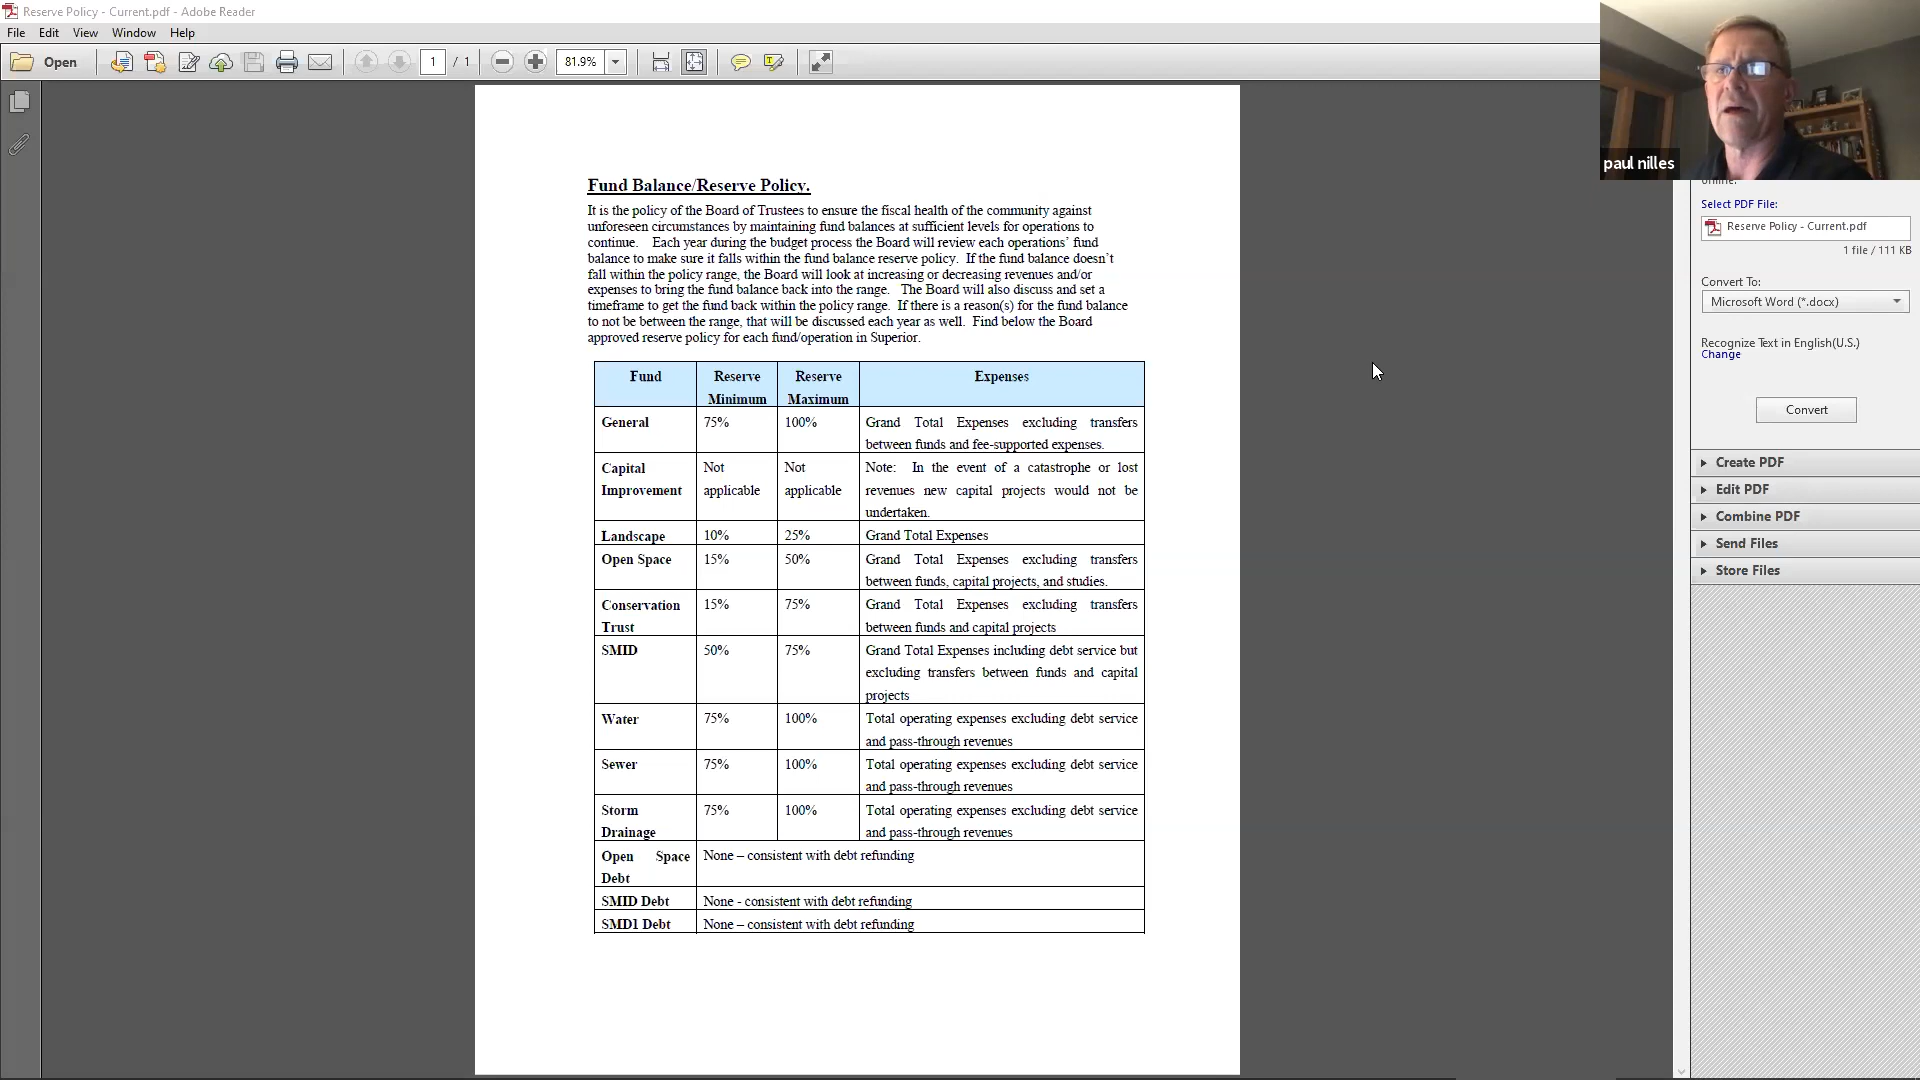 Reserve Policy - Current.pdf - Adobe Reader
File Edit View Window Help
Open
1 / 1
81.9%
paul nilles
Select PDF File:
Reserve Policy - Current.pdf
1 file / 111 KB
Convert To:
Microsoft Word (*.docx)
Recognize Text in English(U.S.)
Change
Convert
Create PDF
Edit PDF
Combine PDF
Send Files
Store Files
Fund Balance/Reserve Policy.
It is the policy of the Board of Trustees to ensure the fiscal health of the community against
unforeseen circumstances by maintaining fund balances at sufficient levels for operations to
continue. Each year during the budget process the Board will review each operations' fund
balance to make sure it falls within the fund balance reserve policy. If the fund balance doesn't
fall within the policy range, the Board will look at increasing or decreasing revenues and/or
expenses to bring the fund balance back into the range. The Board will also discuss and set a
timeframe to get the fund back within the policy range. If there is a reason(s) for the fund balance
to not be between the range, that will be discussed each year as well. Find below the Board
approved reserve policy for each fund/operation in Superior.
Fund Reserve Reserve Expenses
Minimum Maximum
General 75% 100% Grand Total Expenses excluding transfers
between funds and fee-supported expenses.
Capital Not Not Note: In the event of a catastrophe or lost
Improvement applicable applicable revenues new capital projects would not be
undertaken.
Landscape 10% 25% Grand Total Expenses
Open Space 15% 50% Grand Total Expenses excluding transfers
between funds, capital projects, and studies.
Conservation 15% 75% Grand Total Expenses excluding transfers
Trust between funds and capital projects
SMID 50% 75% Grand Total Expenses including debt service but
excluding transfers between funds and capital
projects
Water 75% 100% Total operating expenses excluding debt service
and pass-through revenues
Sewer 75% 100% Total operating expenses excluding debt service
and pass-through revenues
Storm 75% 100% Total operating expenses excluding debt service
Drainage and pass-through revenues
Open Space None – consistent with debt refunding
Debt
SMID Debt None - consistent with debt refunding
SMD1 Debt None – consistent with debt refunding